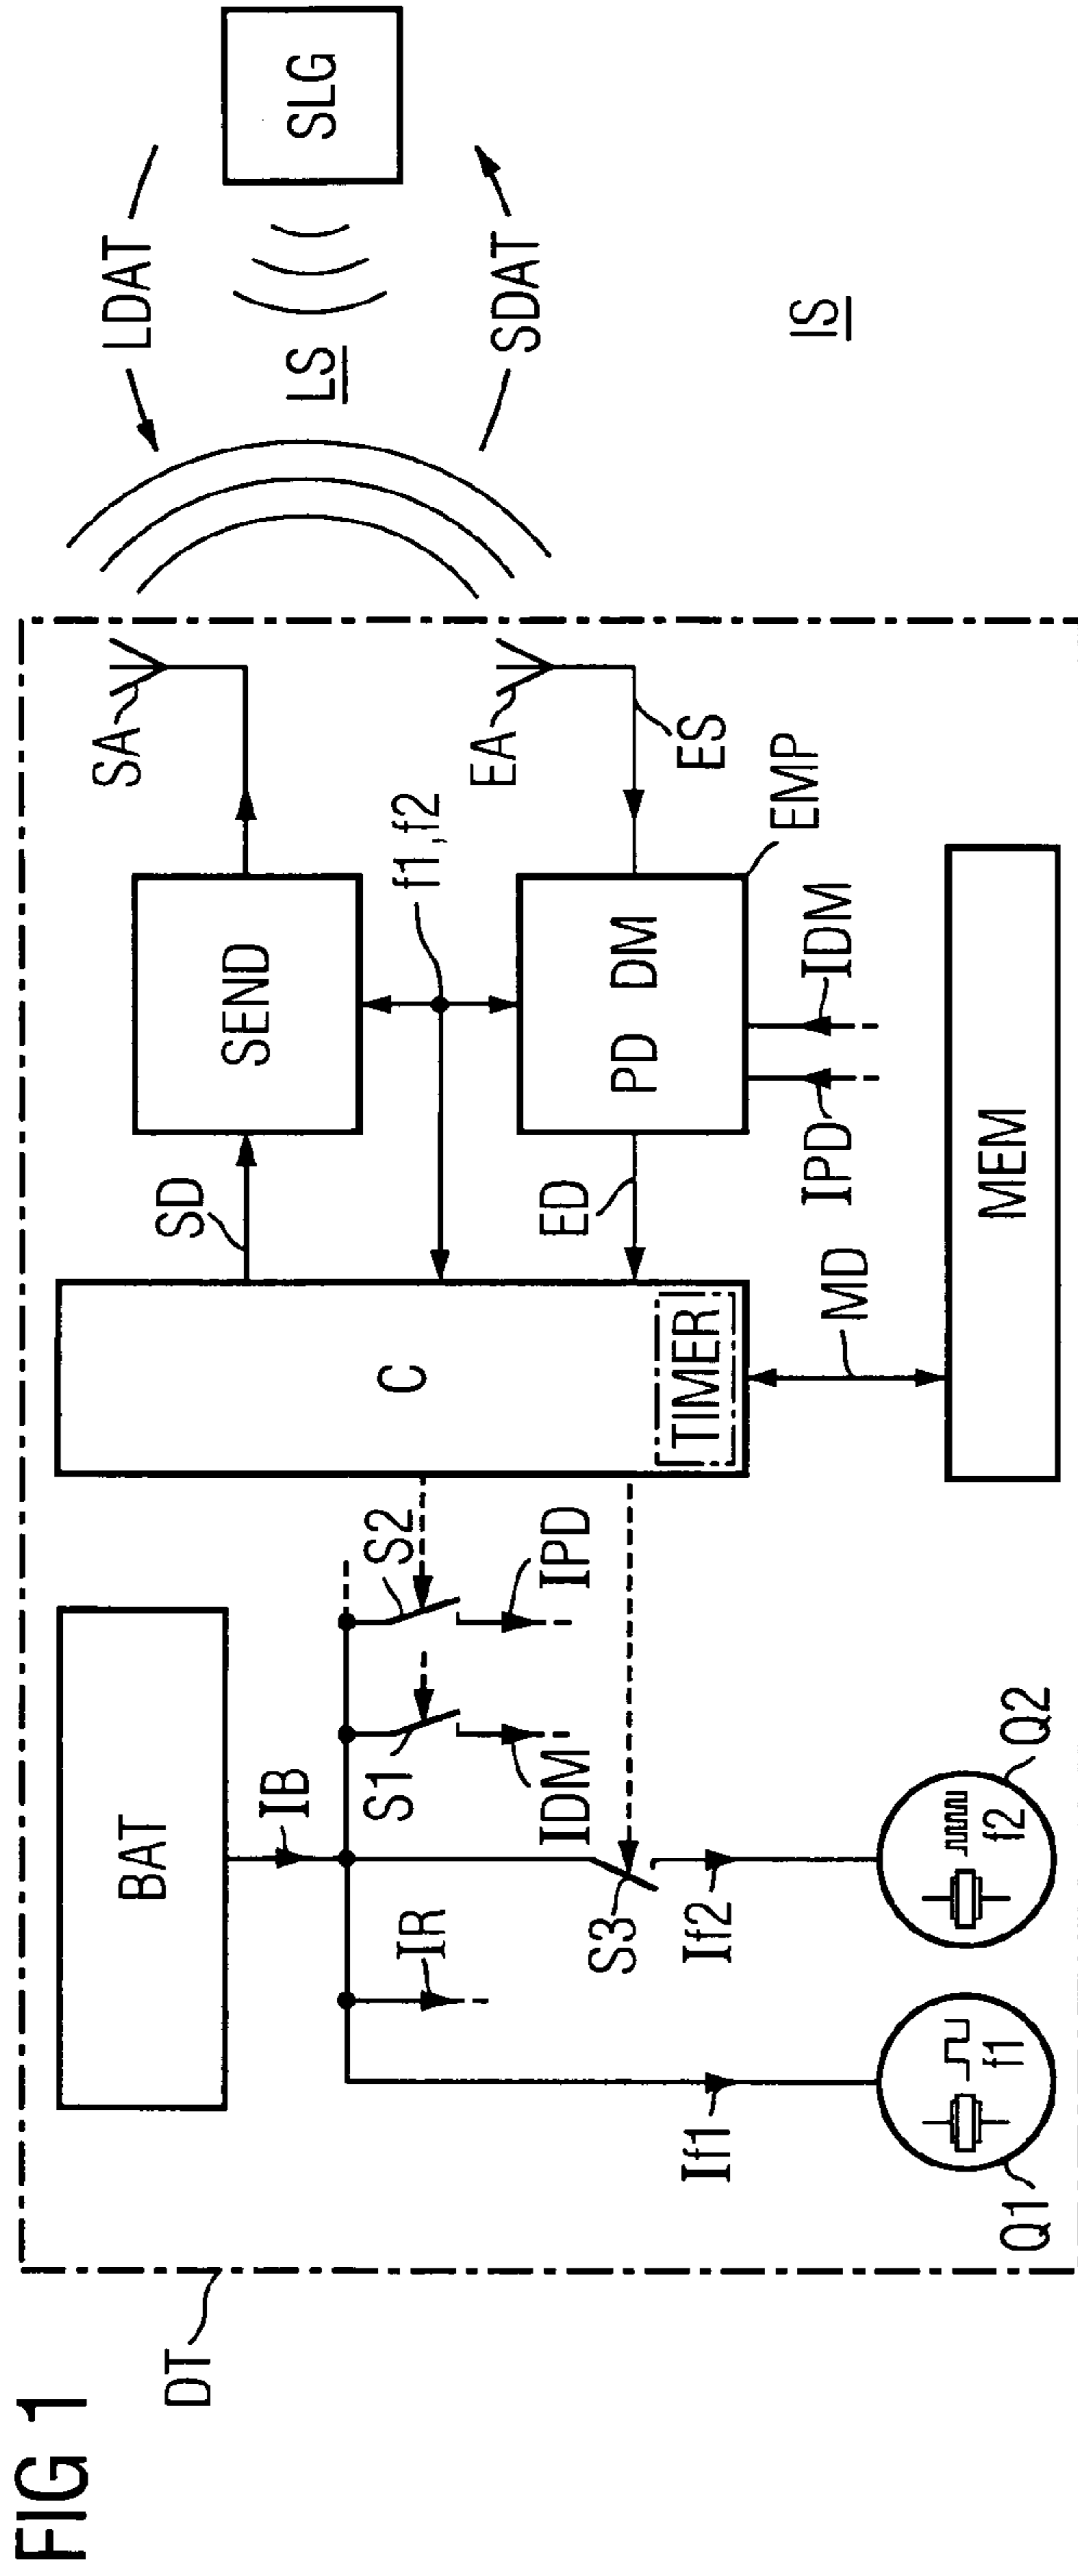 FIG 1
DT
BAT
IB
IR
S1
S2
IDM
IPD
S3
If1
If2
Q1
f1
Q2
f2
C
TIMER
SD
SEND
SA
f1,f2
ED
PD DM
EMP
EA
ES
IPD
IDM
MD
MEM
LDAT
LS
SDAT
SLG
IS